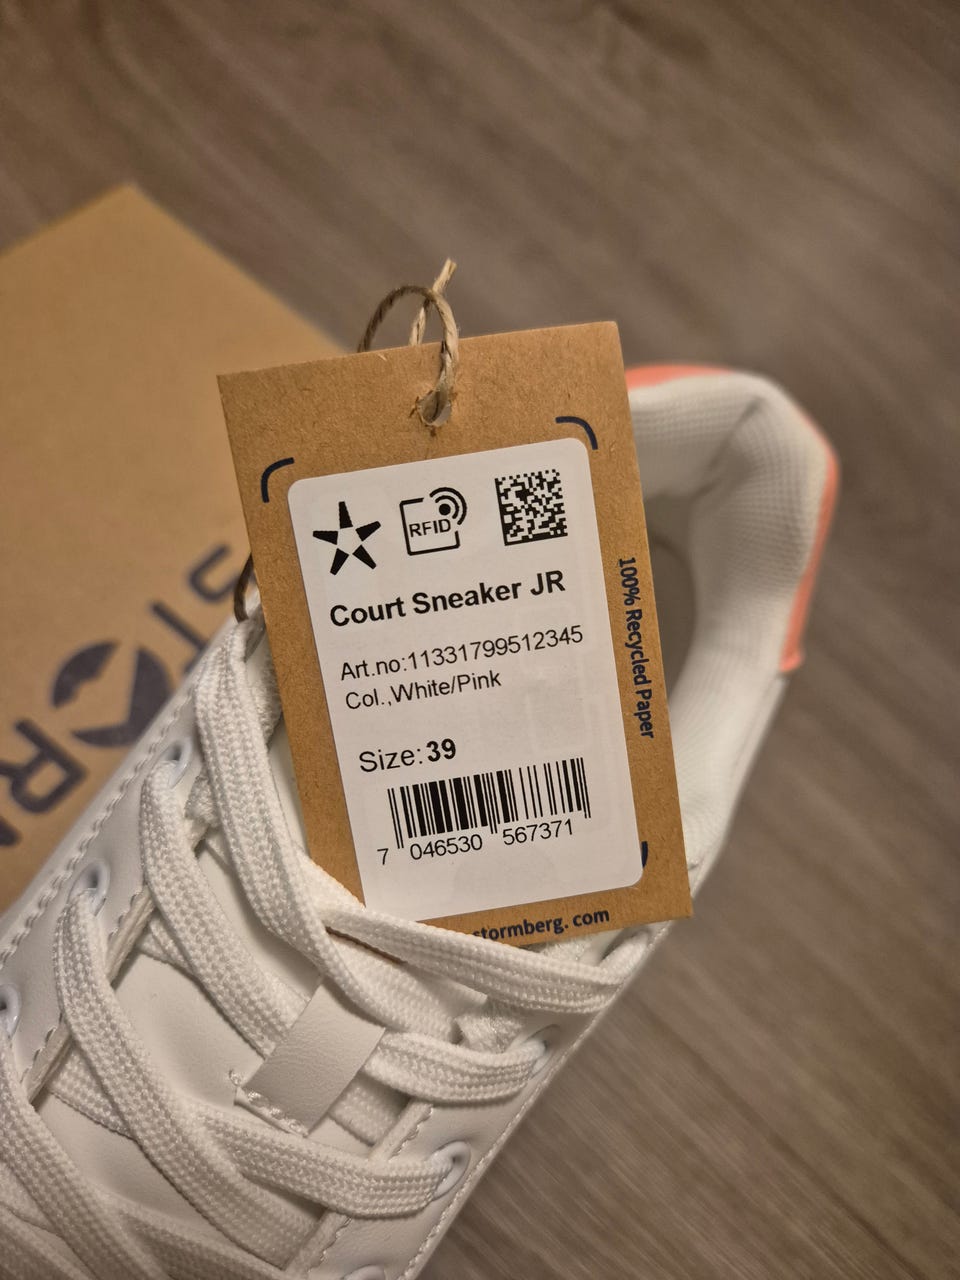 RFID
Court Sneaker JR
Art.no:11331799512345
Col.,White/Pink
Size:39
7 046530 567371
100% Recycled Paper
stormberg. com
STORM